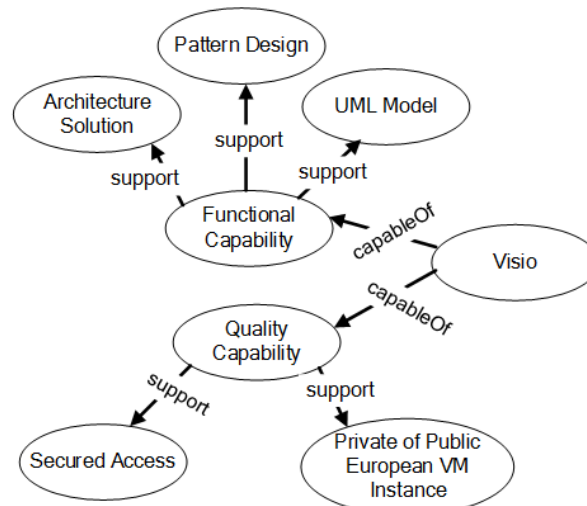 Pattern Design
Architecture
Solution
UML Model
support
support
support
Functional
Capability
capableOf
Visio
capableOf
Quality
Capability
support
support
Secured Access
Private of Public
European VM
Instance